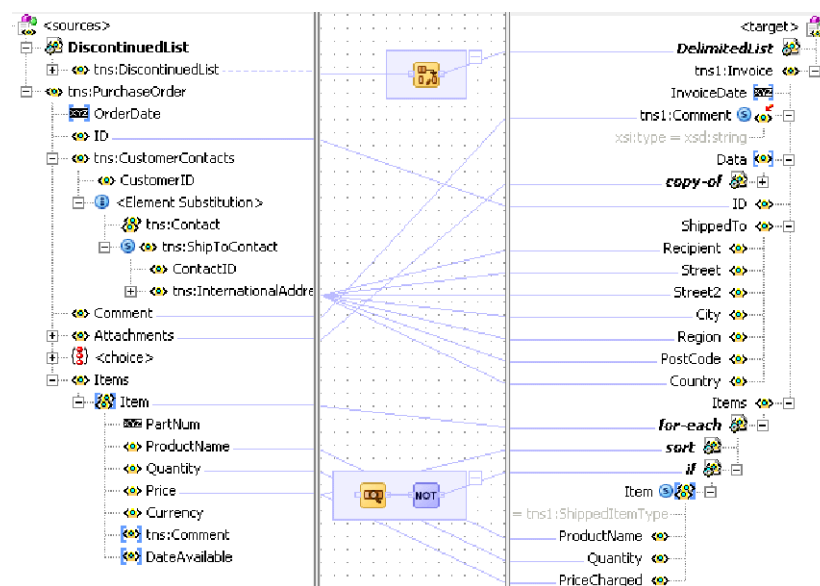 <sources>
DiscontinuedList
tns:DiscontinuedList
tns:PurchaseOrder
OrderDate
ID
tns:CustomerContacts
CustomerID
<Element Substitution>
tns:Contact
tns:ShipToContact
ContactID
tns:InternationalAddre
Comment
Attachments
<choice>
Items
Item
PartNum
ProductName
Quantity
Price
Currency
tns:Comment
DateAvailable
NOT
<target>
DelimitedList
tns1:Invoice
InvoiceDate
tns1:Comment
xsi:type = xsd:string
Data
copy-of
ID
ShippedTo
Recipient
Street
Street2
City
Region
PostCode
Country
Items
for-each
sort
if
Item
= tns1:ShippedItemType
ProductName
Quantity
PriceCharged